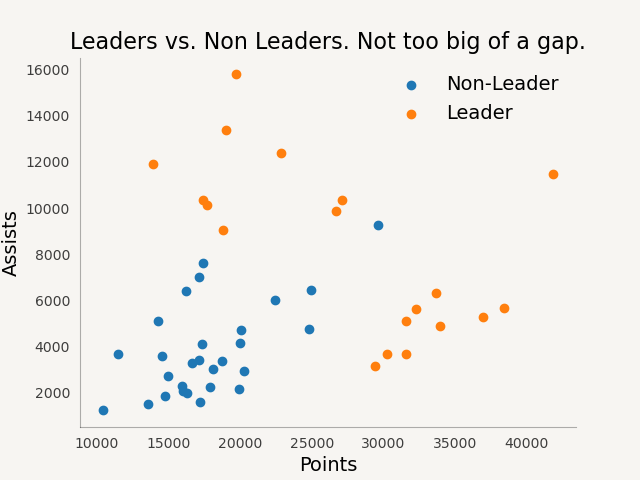 Leaders vs. Non Leaders. Not too big of a gap.
Non-Leader
Leader
Assists
16000
14000
12000
10000
8000
6000
4000
2000
10000 15000 20000 25000 30000 35000 40000
Points